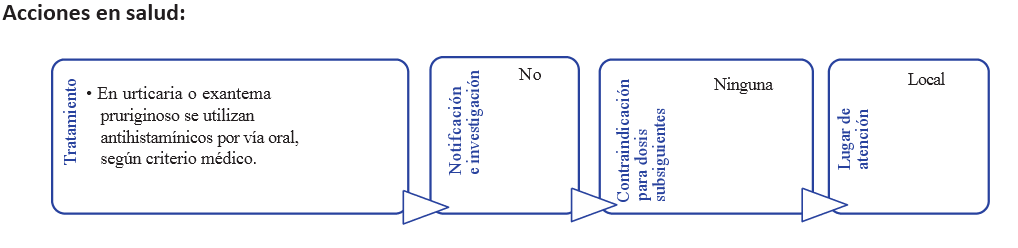 Acciones en salud:
Tratamiento
• En urticaria o exantema
pruriginoso se utilizan
antihistamínicos por vía oral,
según criterio médico.
Notifcación
e investigación
No
Contraindicación
para dosis
subsiguientes
Ninguna
Lugar de
atención
Local